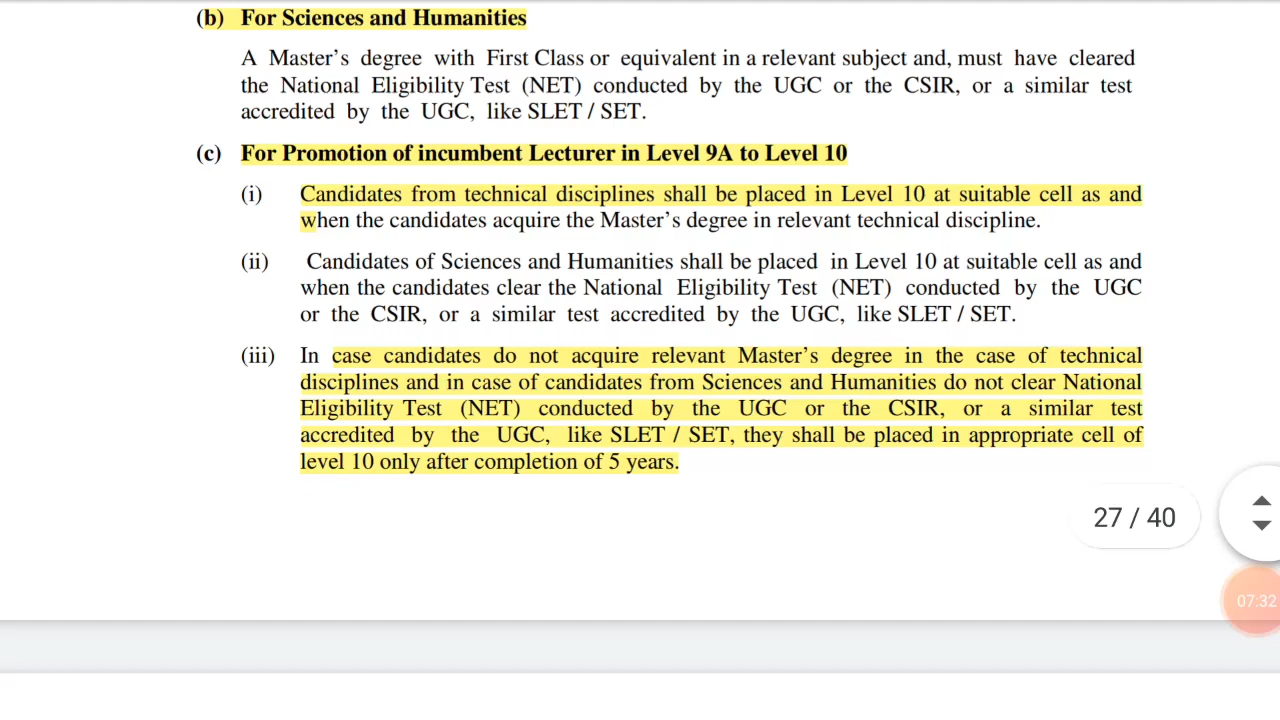 (b) For Sciences and Humanities
A Master's degree with First Class or equivalent in a relevant subject and, must have cleared
the National Eligibility Test (NET) conducted by the UGC or the CSIR, or a similar test
accredited by the UGC, like SLET / SET.
(c) For Promotion of incumbent Lecturer in Level 9A to Level 10
(i) Candidates from technical disciplines shall be placed in Level 10 at suitable cell as and
when the candidates acquire the Master's degree in relevant technical discipline.
(ii) Candidates of Sciences and Humanities shall be placed in Level 10 at suitable cell as and
when the candidates clear the National Eligibility Test (NET) conducted by the UGC
or the CSIR, or a similar test accredited by the UGC, like SLET / SET.
(iii) In case candidates do not acquire relevant Master's degree in the case of technical
disciplines and in case of candidates from Sciences and Humanities do not clear National
Eligibility Test (NET) conducted by the UGC or the CSIR, or a similar test
accredited by the UGC, like SLET / SET, they shall be placed in appropriate cell of
level 10 only after completion of 5 years.
27 / 40
07:32